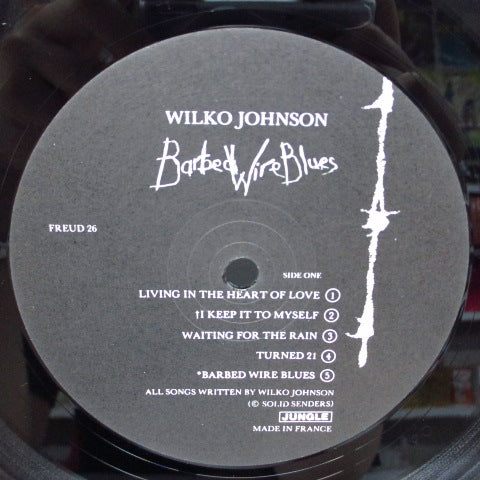 WILKO JOHNSON
Barbed Wire Blues
FREUD 26
SIDE ONE
LIVING IN THE HEART OF LOVE 1
†I KEEP IT TO MYSELF 2
WAITING FOR THE RAIN 3
TURNED 21 4
*BARBED WIRE BLUES 5
ALL SONGS WRITTEN BY WILKO JOHNSON
(© SOLID SENDERS)
JUNGLE
MADE IN FRANCE